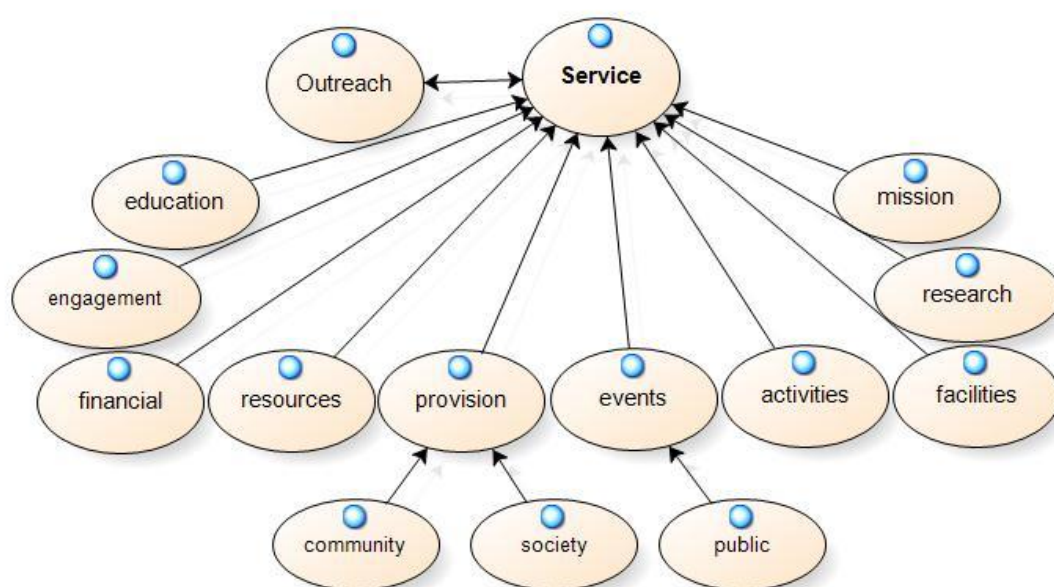 Outreach
Service
education
mission
engagement
research
financial
resources
provision
events
activities
facilities
community
society
public